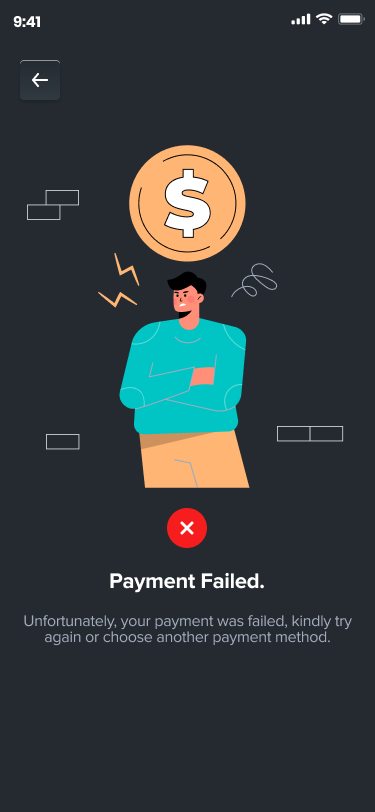 9:41
$
Payment Failed.
Unfortunately, your payment was failed, kindly try
again or choose another payment method.